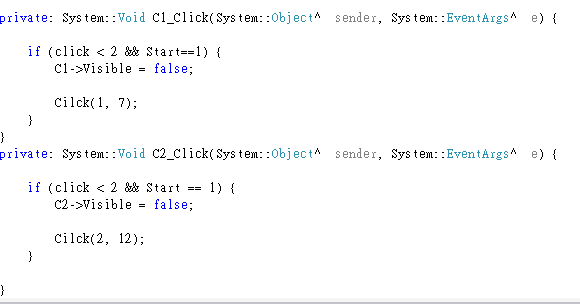 private: System::Void C1_Click(System::Object^  sender, System::EventArgs^  e) {
if (click < 2 && Start==1) {
C1->Visible = false;
Cilck(1, 7);
}
}
private: System::Void C2_Click(System::Object^  sender, System::EventArgs^  e) {
if (click < 2 && Start == 1) {
C2->Visible = false;
Cilck(2, 12);
}
}